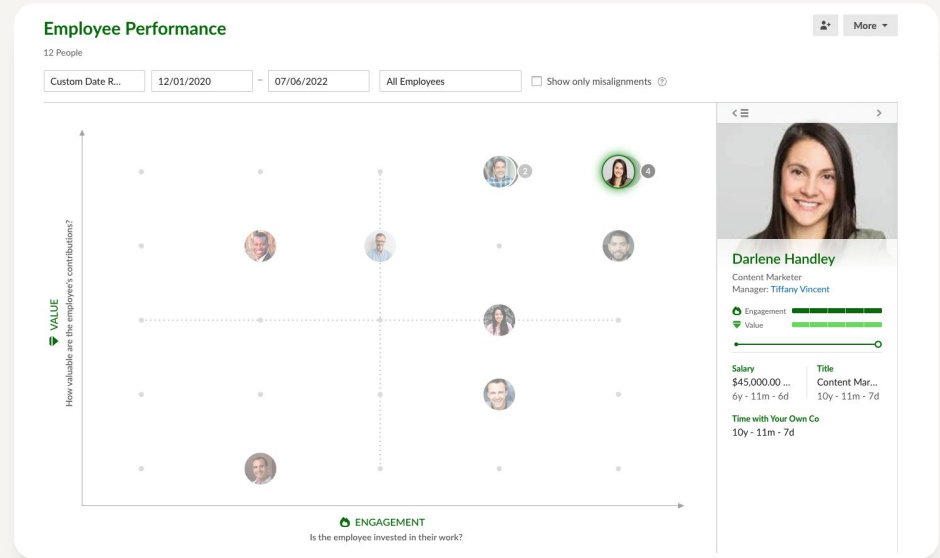 Employee Performance
More
12 People
Custom Date R...
12/01/2020
–
07/06/2022
All Employees
Show only misalignments
?
2
4
VALUE
How valuable are the employee's contributions?
ENGAGEMENT
Is the employee invested in their work?
Darlene Handley
Content Marketer
Manager: Tiffany Vincent
Engagement
Value
Salary
$45,000.00 ...
6y - 11m - 6d
Title
Content Mar...
10y - 11m - 7d
Time with Your Own Co
10y - 11m - 7d